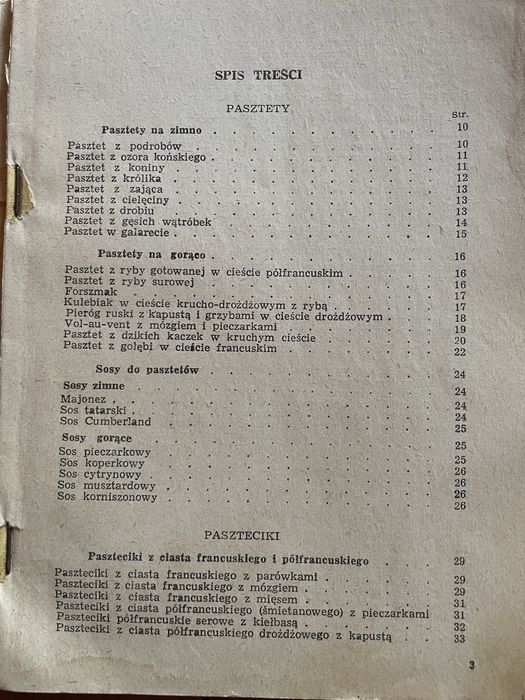 SPIS TREŚCI
PASZTETY
Str.
Pasztety na zimno . . . . . . . . . . . 10
Pasztet z podrobów . . . . . . . . . . 10
Pasztet z ozora końskiego . . . . . . . . . 11
Pasztet z koniny . . . . . . . . . . 11
Pasztet z królika . . . . . . . . . . 12
Pasztet z zająca . . . . . . . . . . 13
Pasztet z cielęciny . . . . . . . . . . 13
Pasztet z drobiu . . . . . . . . . . 13
Pasztet z gęsich wątróbek . . . . . . . . . 14
Pasztet w galarecie . . . . . . . . . . 15
Pasztety na gorąco . . . . . . . . . . 16
Pasztet z ryby gotowanej w cieście półfrancuskim . . . . 16
Pasztet z ryby surowej . . . . . . . . . 16
Forszmak . . . . . . . . . . . 17
Kulebiak w cieście krucho-drożdżowym z rybą . . . . . 17
Pieróg ruski z kapustą i grzybami w cieście drożdżowym . . . 18
Vol-au-vent z mózgiem i pieczarkami . . . . . . 19
Pasztet z dzikich kaczek w kruchym cieście . . . . . 20
Pasztet z gołębi w cieście francuskim . . . . . . 22
Sosy do pasztetów . . . . . . . . . 24
Sosy zimne . . . . . . . . . . . 24
Majonez . . . . . . . . . . . . 24
Sos tatarski . . . . . . . . . . . 24
Sos Cumberland . . . . . . . . . . 25
Sosy gorące . . . . . . . . . . . 25
Sos pieczarkowy . . . . . . . . . . 25
Sos koperkowy . . . . . . . . . . 26
Sos cytrynowy . . . . . . . . . . 26
Sos musztardowy . . . . . . . . . . 26
Sos korniszonowy . . . . . . . . . . 26
PASZTECIKI
Paszteciki z ciasta francuskiego i półfrancuskiego . . . 29
Paszteciki z ciasta francuskiego z parówkami . . . . . 29
Paszteciki z ciasta francuskiego z mózgiem . . . . . 29
Paszteciki z ciasta francuskiego z mięsem . . . . . 31
Paszteciki z ciasta półfrancuskiego (śmietanowego) z pieczarkami 31
Paszteciki półfrancuskie serowe z kiełbasą . . . . . 32
Paszteciki z ciasta półfrancuskiego drożdżowego z kapustą . . 33
3